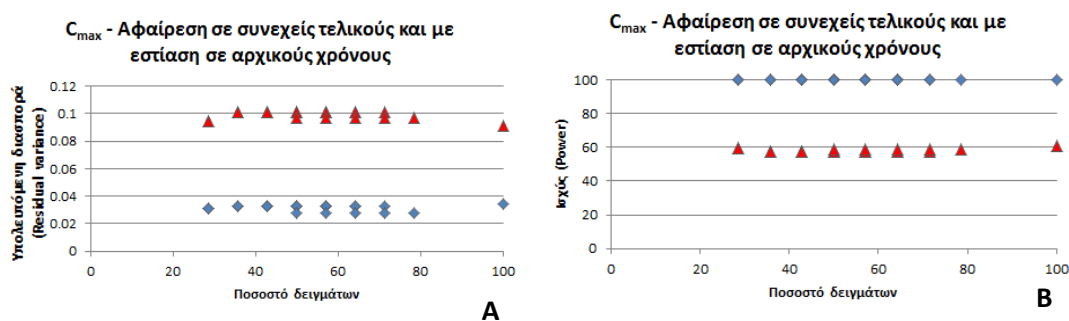 C_max - Αφαίρεση σε συνεχείς τελικούς και με
εστίαση σε αρχικούς χρόνους
Υπολειπόμενη διασπορά
(Residual variance)
0.12
0.1
0.08
0.06
0.04
0.02
0
0 20 40 60 80 100
Ποσοστό δειγμάτων
A
C_max - Αφαίρεση σε συνεχείς τελικούς και με
εστίαση σε αρχικούς χρόνους
Ισχύς (Power)
100
80
60
40
20
0
0 20 40 60 80 100
Ποσοστό δειγμάτων
B